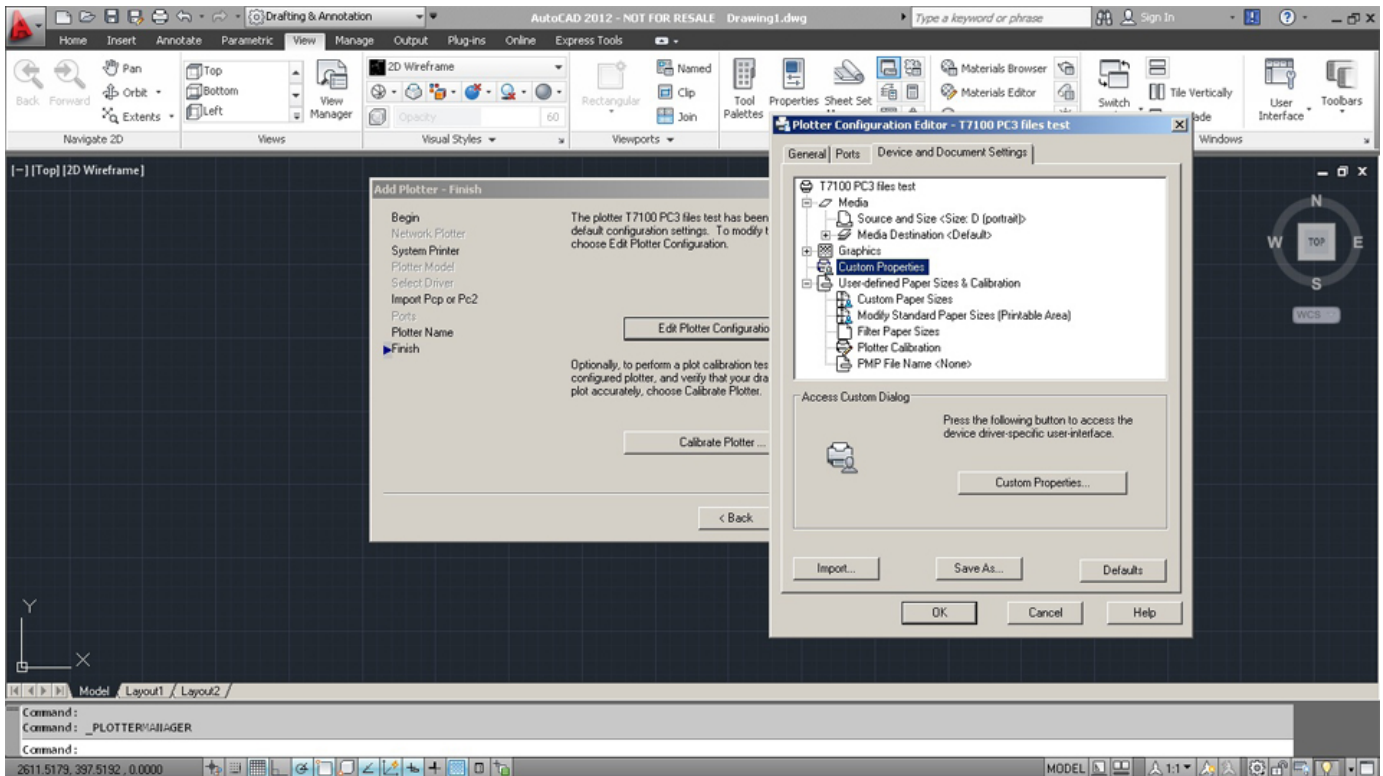 Drafting & Annotation
AutoCAD 2012 - NOT FOR RESALE Drawing1.dwg
Type a keyword or phrase
Sign In
Home Insert Annotate Parametric View Manage Output Plug-ins Online Express Tools
Back Forward
Pan
Orbit
Extents
Navigate 2D
Top
Bottom
Left
View Manager
Views
2D Wireframe
Opacity 60
Visual Styles
Rectangular
Named
Clip
Join
Viewports
Tool Palettes
Properties
Sheet Set
Materials Browser
Materials Editor
Switch
Tile Vertically
User Interface
Toolbars
Windows
[−] [Top] [2D Wireframe]
Add Plotter - Finish
Begin
Network Plotter
System Printer
Plotter Model
Select Driver
Import Pcp or Pc2
Ports
Plotter Name
Finish
The plotter T7100 PC3 files test has been
default configuration settings. To modify t
choose Edit Plotter Configuration.
Edit Plotter Configuratio
Optionally, to perform a plot calibration tes
configured plotter, and verify that your dra
plot accurately, choose Calibrate Plotter.
Calibrate Plotter ...
< Back
Plotter Configuration Editor - T7100 PC3 files test
General Ports Device and Document Settings
T7100 PC3 files test
Media
Source and Size <Size: D (portrait)>
Media Destination <Default>
Graphics
Custom Properties
User-defined Paper Sizes & Calibration
Custom Paper Sizes
Modify Standard Paper Sizes (Printable Area)
Filter Paper Sizes
Plotter Calibration
PMP File Name <None>
Access Custom Dialog
Press the following button to access the
device driver-specific user-interface.
Custom Properties...
Import... Save As... Defaults
OK Cancel Help
N
W TOP E
S
WCS
Y
X
Model Layout1 Layout2
Command:
Command: _PLOTTERMANAGER
Command:
2611.5179, 397.5192 , 0.0000
MODEL
1:1